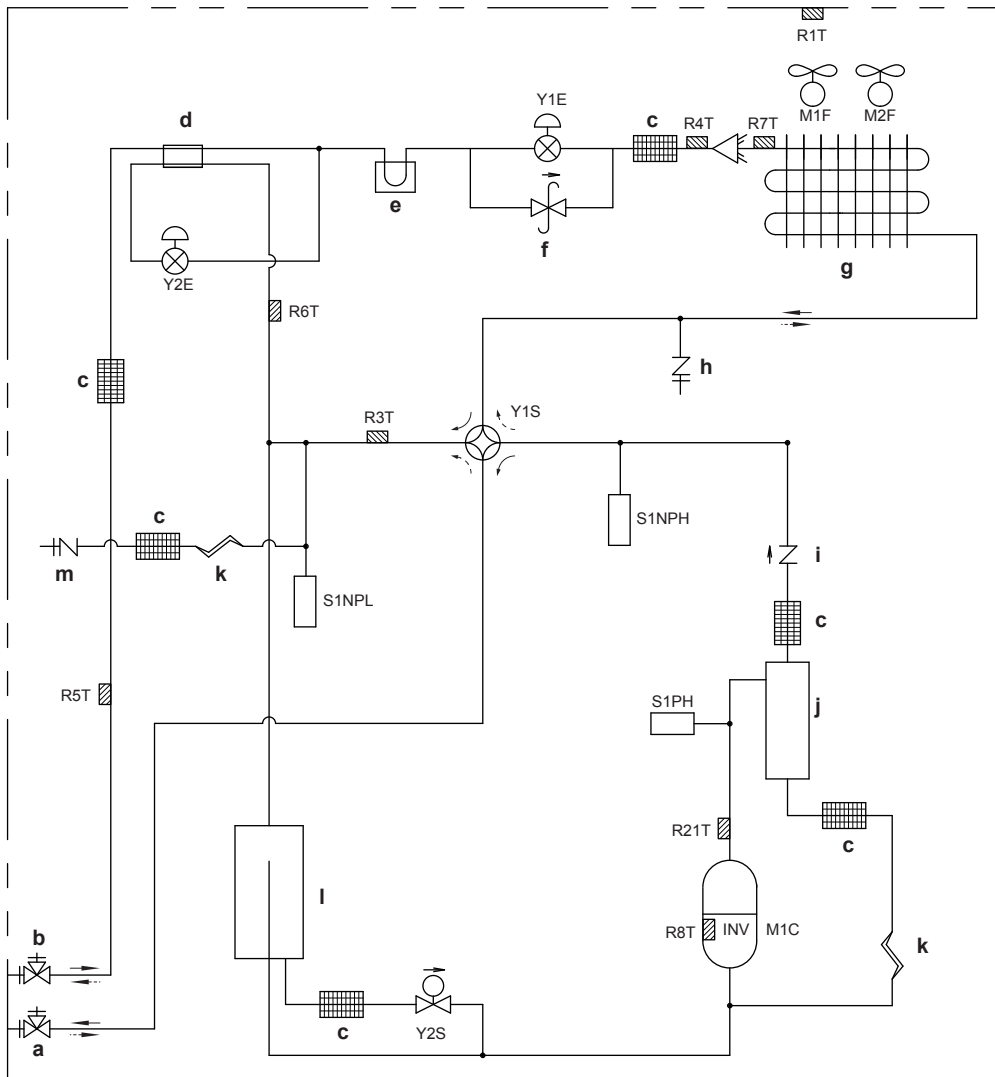 R1T
M1F
M2F
d
Y1E
c
R4T
R7T
e
f
g
Y2E
R6T
h
c
R3T
Y1S
S1NPH
c
m
k
S1NPL
i
c
R5T
S1PH
j
R21T
c
l
R8T
INV
M1C
k
b
c
Y2S
a